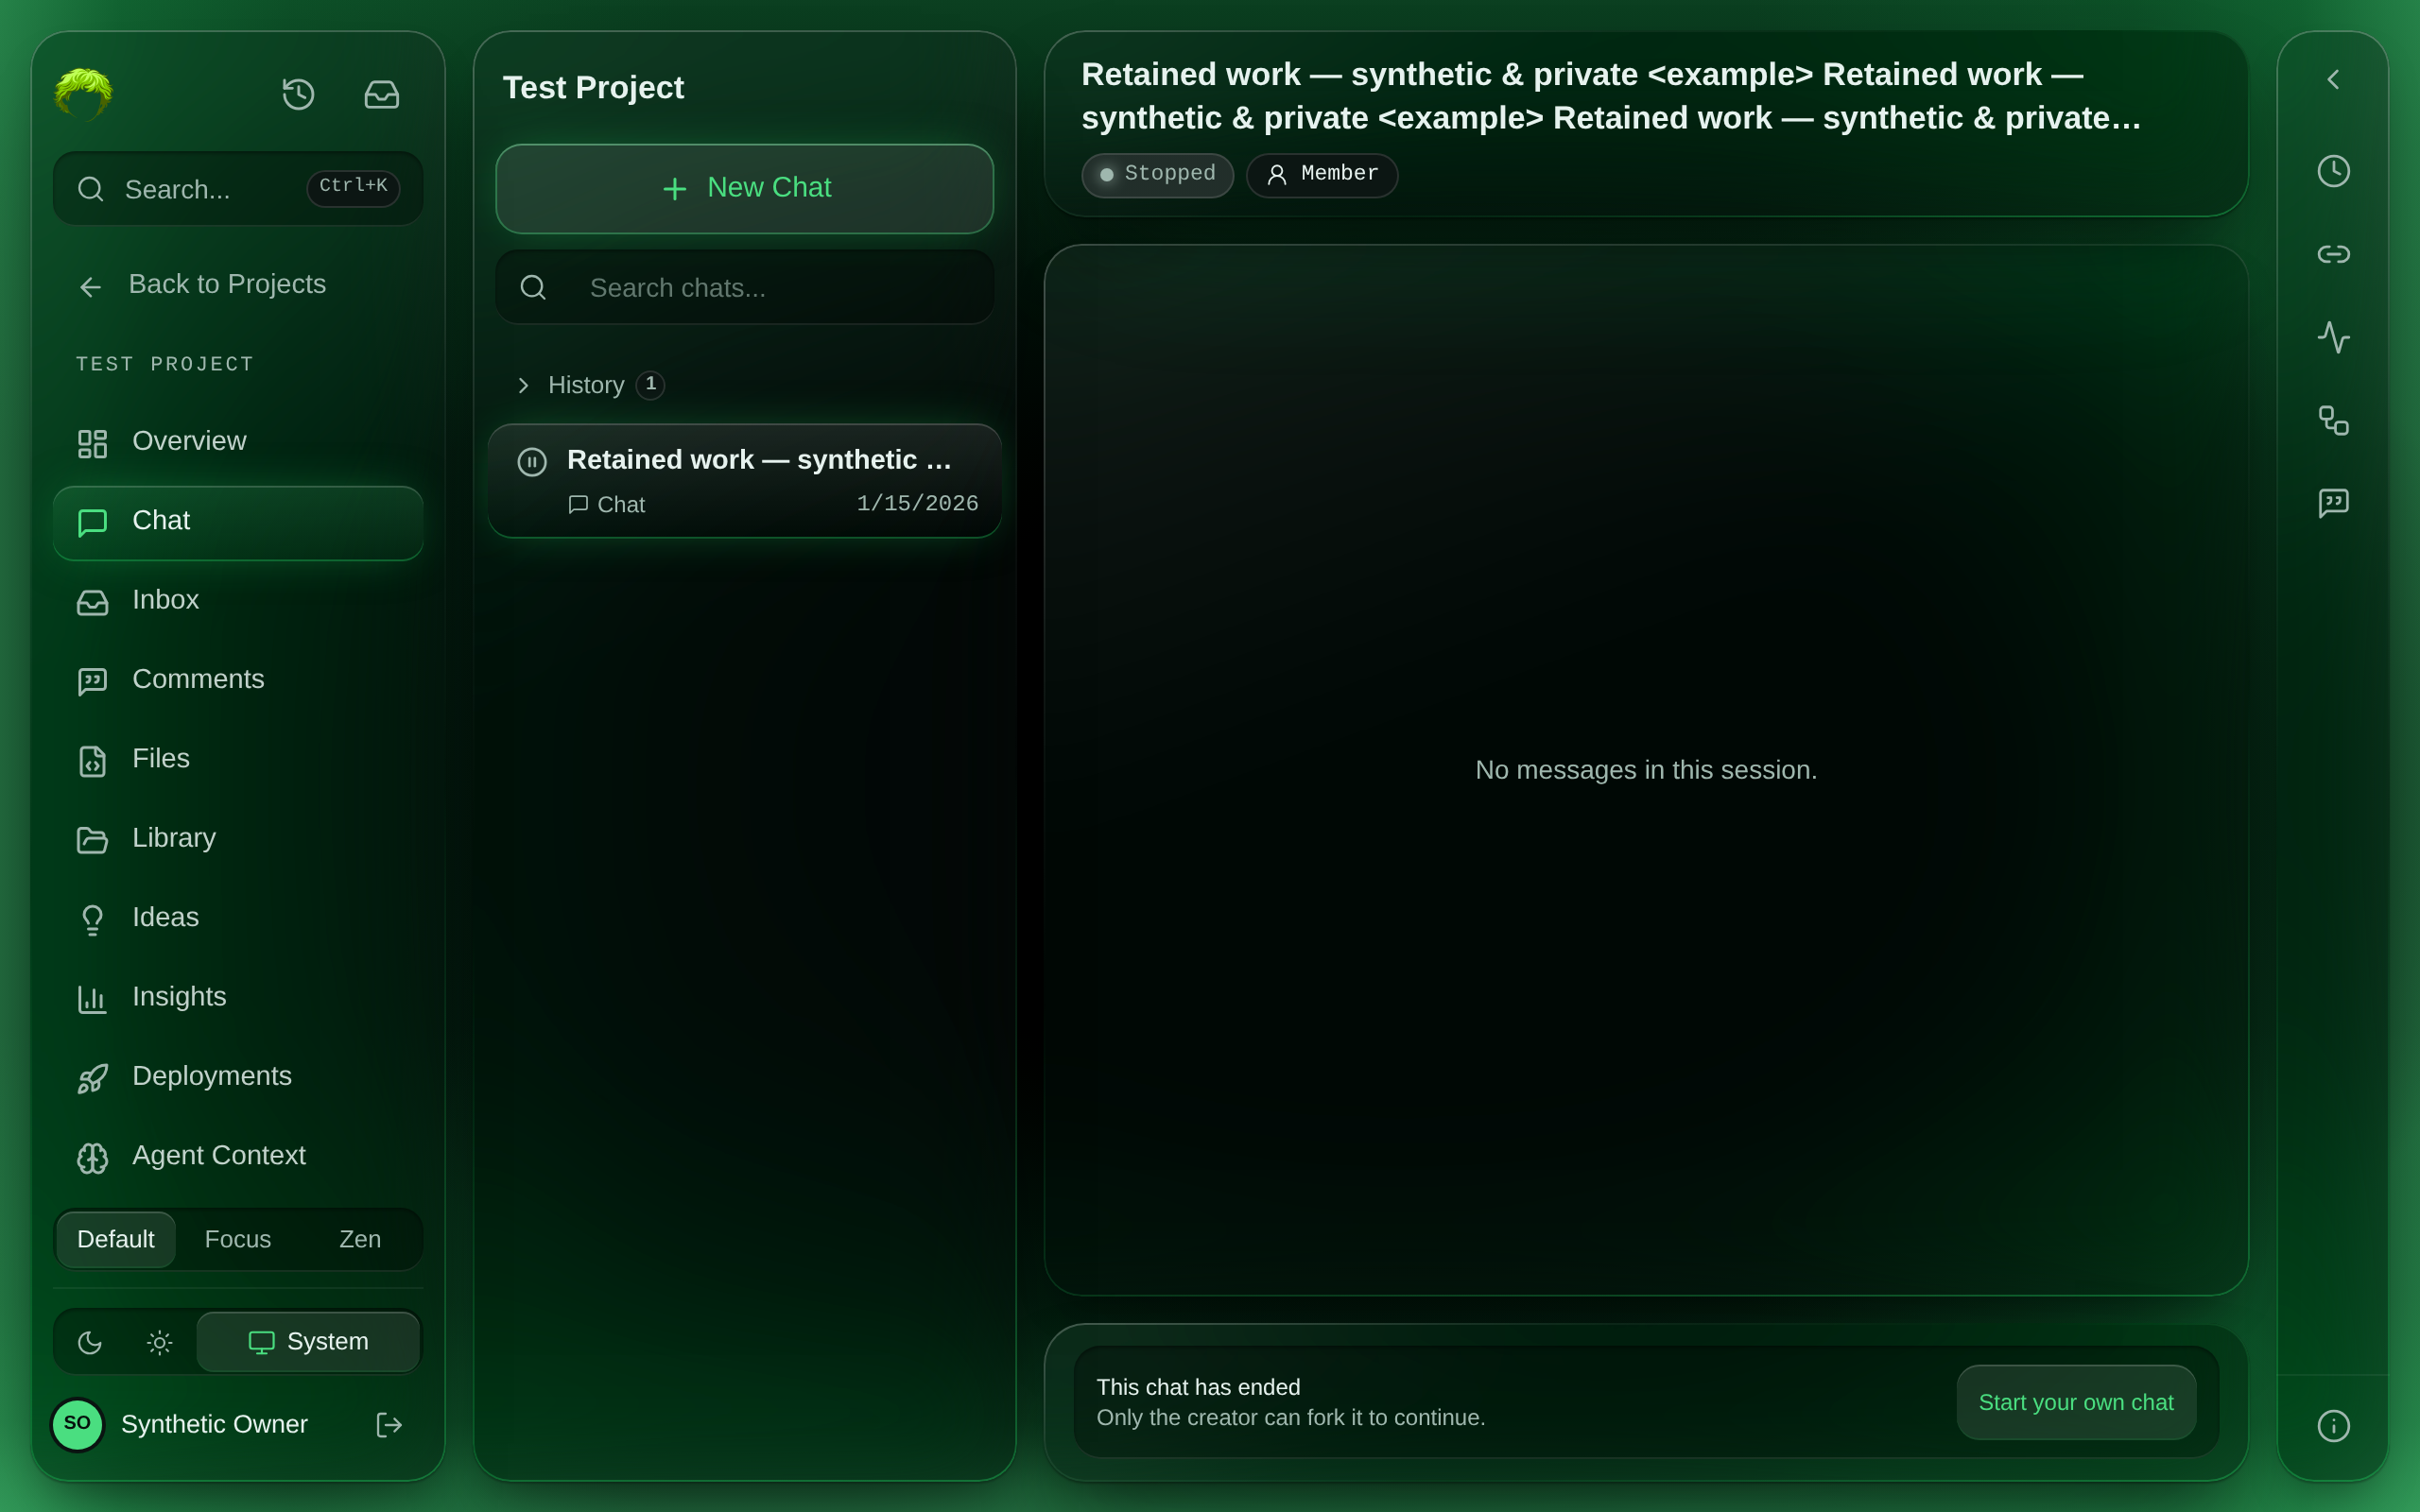 Search...
Ctrl+K
Back to Projects
TEST PROJECT
Overview
Chat
Inbox
Comments
Files
Library
Ideas
Insights
Deployments
Agent Context
Default
Focus
Zen
System
SO
Synthetic Owner
Test Project
New Chat
Search chats...
History 1
Retained work — synthetic …
Chat
1/15/2026
Retained work — synthetic & private <example> Retained work —
synthetic & private <example> Retained work — synthetic & private…
Stopped
Member
No messages in this session.
This chat has ended
Only the creator can fork it to continue.
Start your own chat